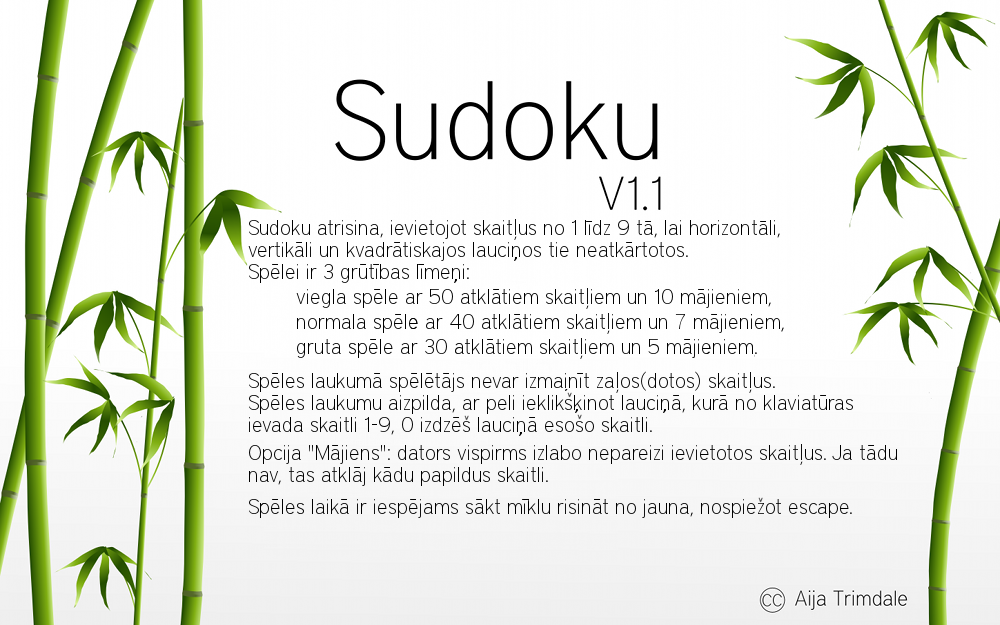 Sudoku
V1.1
Sudoku atrisina, ievietojot skaitļus no 1 līdz 9 tā, lai horizontāli,
vertikāli un kvadrātiskajos lauciņos tie neatkārtotos.
Spēlei ir 3 grūtības līmeņi:
viegla spēle ar 50 atklātiem skaitļiem un 10 mājieniem,
normala spēle ar 40 atklātiem skaitļiem un 7 mājieniem,
gruta spēle ar 30 atklātiem skaitļiem un 5 mājieniem.
Spēles laukumā spēlētājs nevar izmainīt zaļos(dotos) skaitļus.
Spēles laukumu aizpilda, ar peli ieklikšķinot lauciņā, kurā no klaviatūras
ievada skaitli 1-9, 0 izdzēš lauciņā esošo skaitli.
Opcija "Mājiens": dators vispirms izlabo nepareizi ievietotos skaitļus. Ja tādu
nav, tas atklāj kādu papildus skaitli.
Spēles laikā ir iespējams sākt mīklu risināt no jauna, nospiežot escape.
CC Aija Trimdale